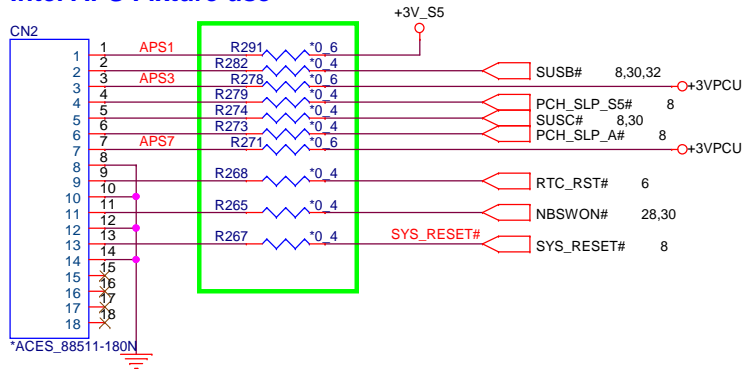 Intel APS Fixture use
+3V_S5
CN2
1 1 APS1 R291 *0_6
2 2 R282 *0_4 SUSB# 8,30,32
3 3 APS3 R278 *0_6 +3VPCU
4 4 R279 *0_4 PCH_SLP_S5# 8
5 5 R274 *0_4 SUSC# 8,30
6 6 R273 *0_4 PCH_SLP_A# 8
7 7 APS7 R271 *0_6 +3VPCU
8 8
9 9 R268 *0_4 RTC_RST# 6
10 10
11 11 R265 *0_4 NBSWON# 28,30
12 12
13 13 R267 *0_4 SYS_RESET# SYS_RESET# 8
14 14
15 15
16 16
17 17
18 18
*ACES_88511-180N